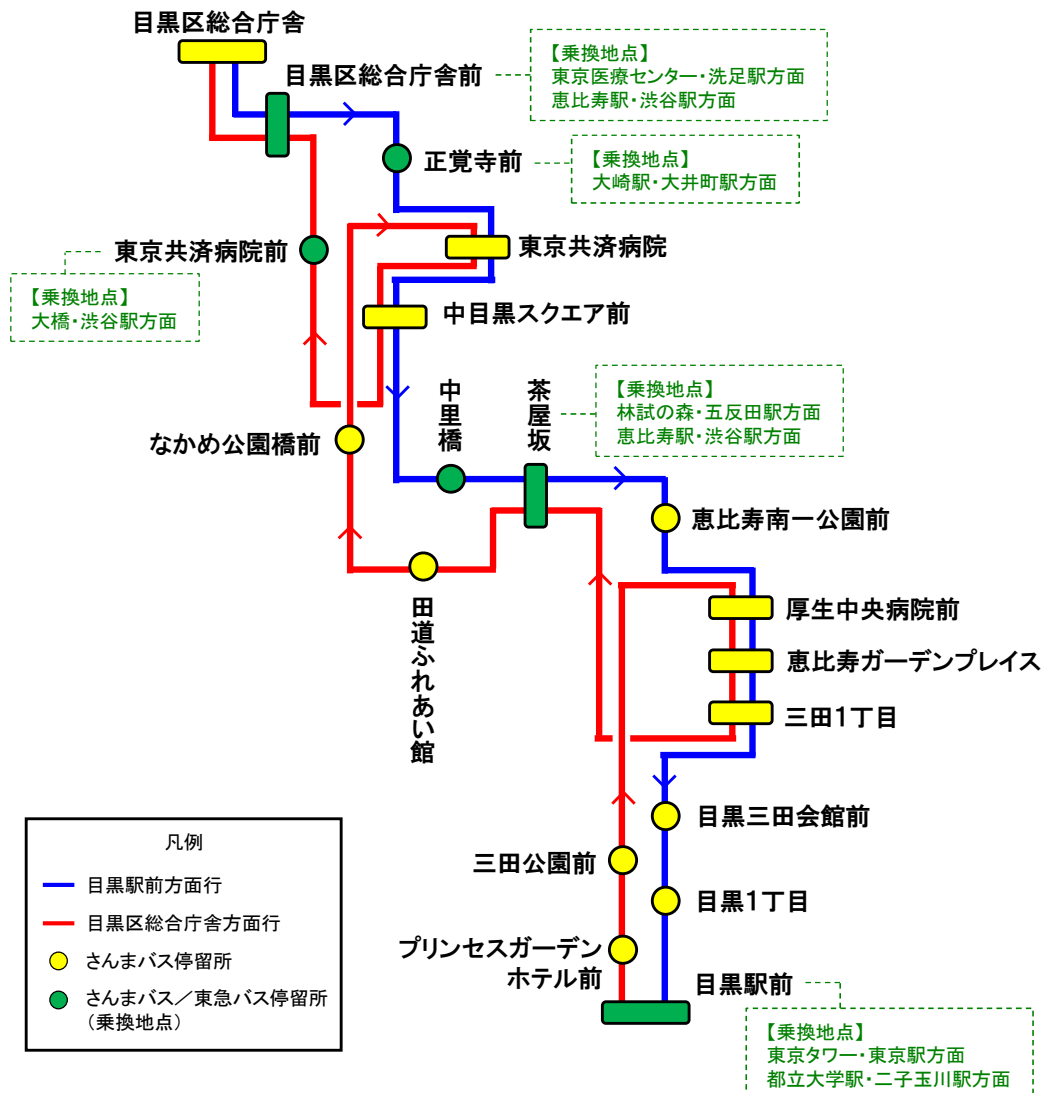 目黒区総合庁舎
目黒区総合庁舎前
【乗換地点】
東京医療センター・洗足駅方面
恵比寿駅・渋谷駅方面
正覚寺前
【乗換地点】
大崎駅・大井町駅方面
東京共済病院前
東京共済病院
【乗換地点】
大橋・渋谷駅方面
中目黒スクエア前
中里橋
茶屋坂
【乗換地点】
林試の森・五反田駅方面
恵比寿駅・渋谷駅方面
なかめ公園橋前
恵比寿南一公園前
田道ふれあい館
厚生中央病院前
恵比寿ガーデンプレイス
三田1丁目
目黒三田会館前
三田公園前
目黒1丁目
プリンセスガーデン
ホテル前
目黒駅前
【乗換地点】
東京タワー・東京駅方面
都立大学駅・二子玉川駅方面
凡例
目黒駅前方面行
目黒区総合庁舎方面行
さんまバス停留所
さんまバス／東急バス停留所
（乗換地点）